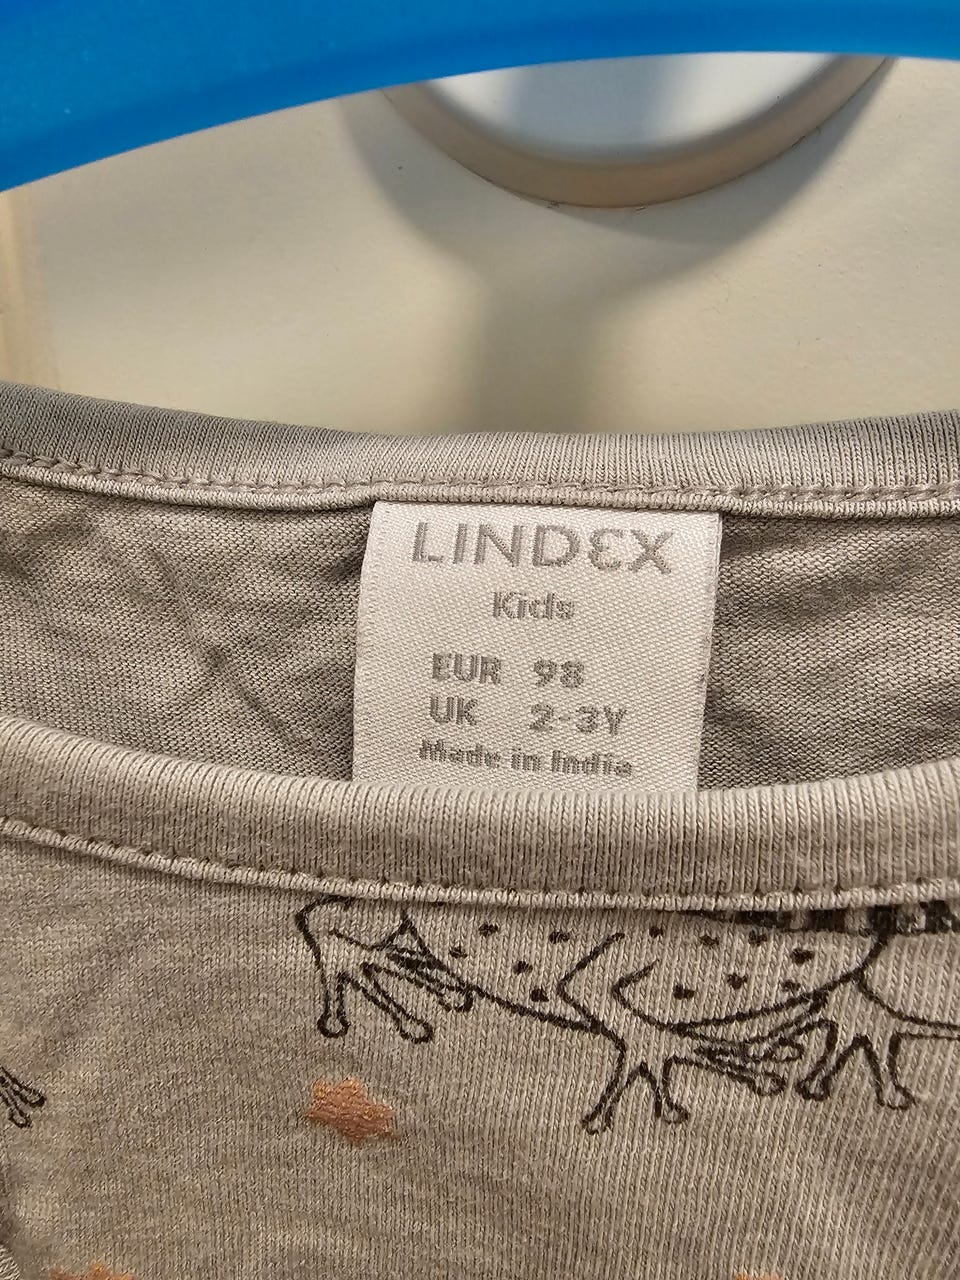 LINDEX
Kids
EUR 98
UK 2-3Y
Made in India